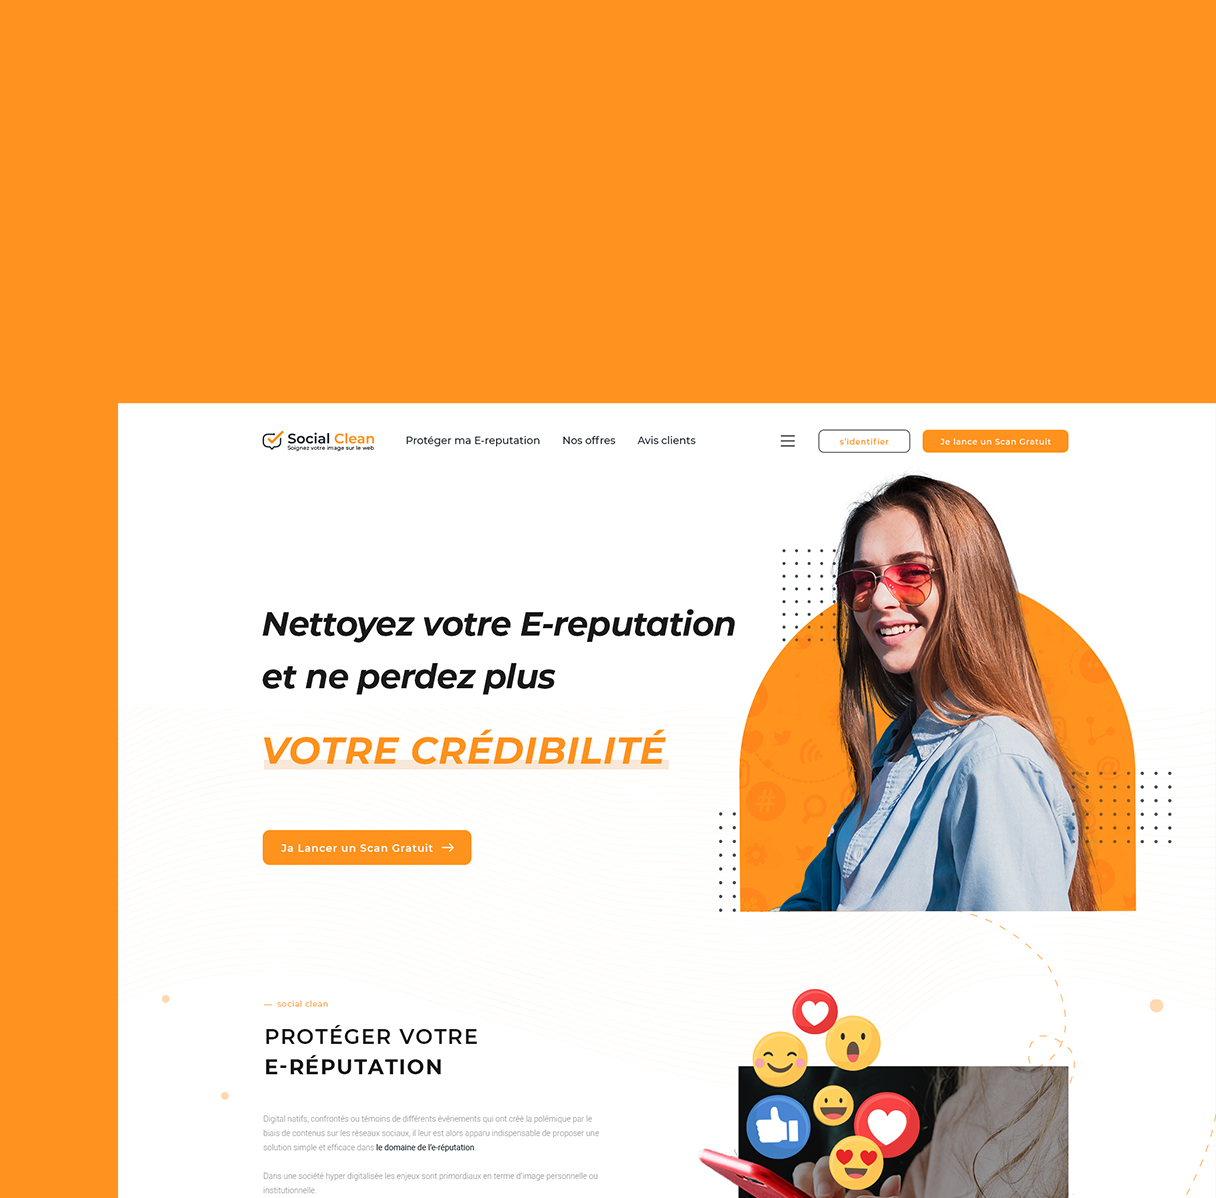 Social Clean
Soignez votre image sur le web
Protéger ma E-reputation
Nos offres
Avis clients
s'identifier
Je lance un Scan Gratuit
Nettoyez votre E-reputation
et ne perdez plus
VOTRE CRÉDIBILITÉ
Ja Lancer un Scan Gratuit
— social clean
PROTÉGER VOTRE
E-RÉPUTATION
Digital natifs, confrontés ou témoins de différents événements qui ont créé la polémique par le
biais de contenus sur les réseaux sociaux, il leur est alors apparu indispensable de proposer une
solution simple et efficace dans le domaine de l'e-réputation.
Dans une société hyper digitalisée les enjeux sont primordiaux en terme d'image personnelle ou
institutionnelle.